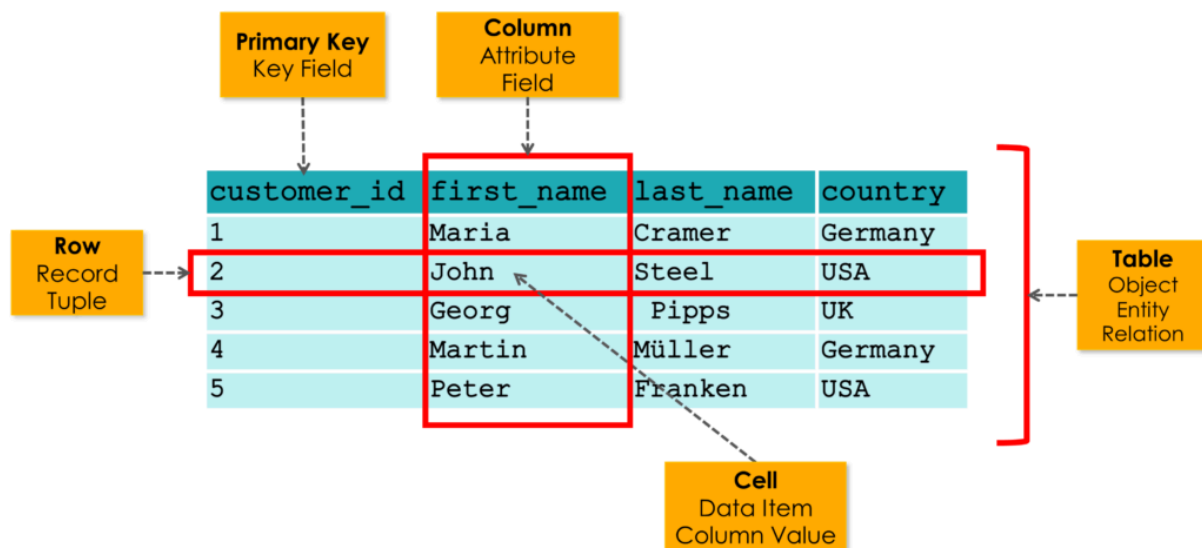 Primary Key
Key Field
Column
Attribute
Field
customer_id first_name last_name country
1 Maria Cramer Germany
2 John Steel USA
3 Georg Pipps UK
4 Martin Müller Germany
5 Peter Franken USA
Row
Record
Tuple
Table
Object
Entity
Relation
Cell
Data Item
Column Value